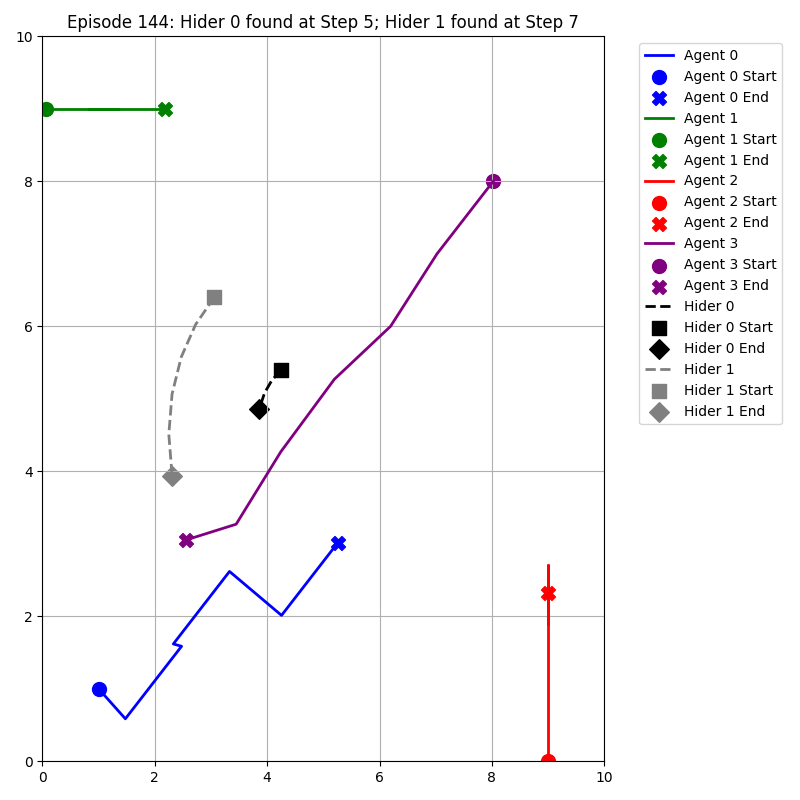 Episode 144: Hider 0 found at Step 5; Hider 1 found at Step 7
10
8
6
4
2
0
0 2 4 6 8 10
Agent 0
Agent 0 Start
Agent 0 End
Agent 1
Agent 1 Start
Agent 1 End
Agent 2
Agent 2 Start
Agent 2 End
Agent 3
Agent 3 Start
Agent 3 End
Hider 0
Hider 0 Start
Hider 0 End
Hider 1
Hider 1 Start
Hider 1 End